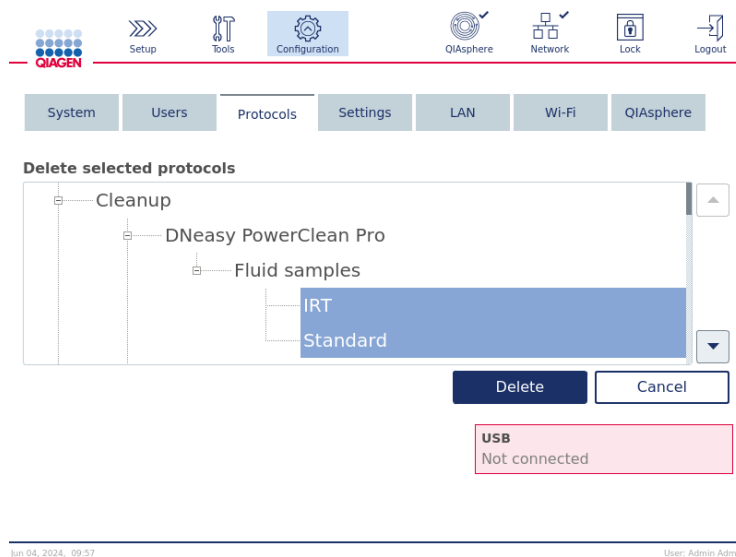 QIAGEN
Setup
Tools
Configuration
QIAsphere
Network
Lock
Logout
System
Users
Protocols
Settings
LAN
Wi-Fi
QIAsphere
Delete selected protocols
Cleanup
DNeasy PowerClean Pro
Fluid samples
IRT
Standard
Delete
Cancel
USB
Not connected
Jun 04, 2024, 09:57
User: Admin Adm